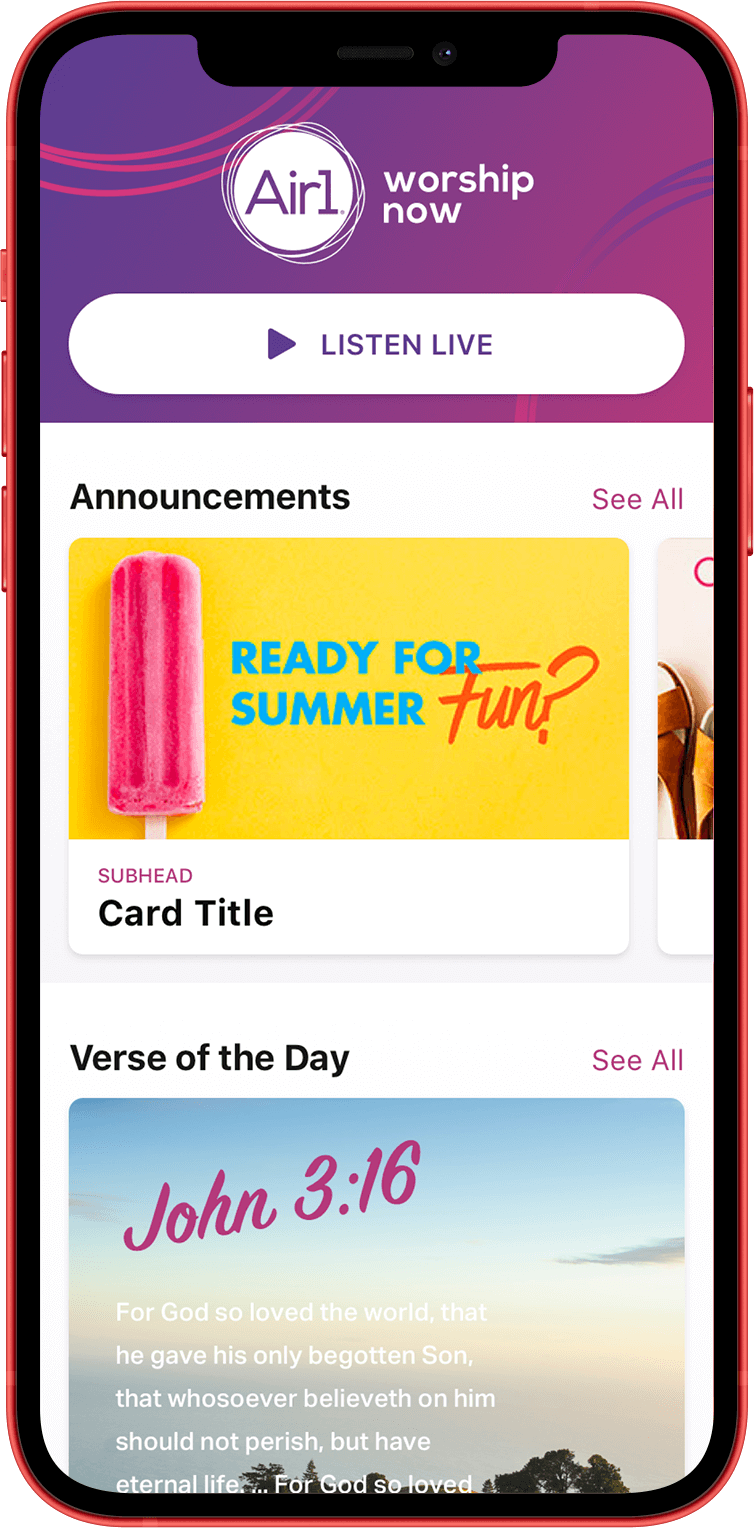 Air1
worship
now
LISTEN LIVE
Announcements
See All
READY FOR
SUMMER Fun?
SUBHEAD
Card Title
Verse of the Day
See All
John 3:16
For God so loved the world, that
he gave his only begotten Son,
that whosoever believeth on him
should not perish, but have
eternal life. ... For God so loved